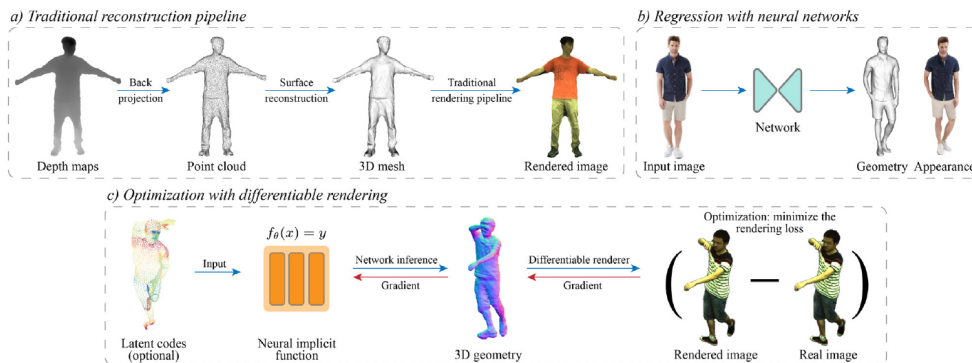 a) Traditional reconstruction pipeline
Back
projection
Surface
reconstruction
Traditional
rendering pipeline
Depth maps
Point cloud
3D mesh
Rendered image
b) Regression with neural networks
Network
Input image
Geometry
Appearance
c) Optimization with differentiable rendering
Input
fθ(x) = y
Network inference
Gradient
Differentiable renderer
Gradient
Optimization: minimize the
rendering loss
Latent codes
(optional)
Neural implicit
function
3D geometry
Rendered image
Real image